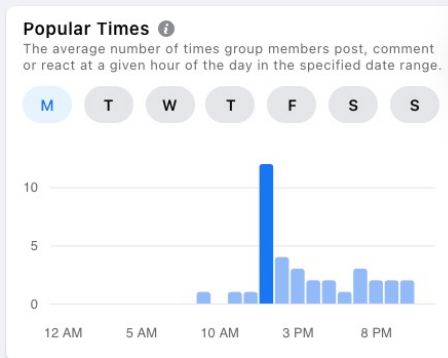 Popular Times
The average number of times group members post, comment
or react at a given hour of the day in the specified date range.
M T W T F S S
10
5
0
12 AM 5 AM 10 AM 3 PM 8 PM